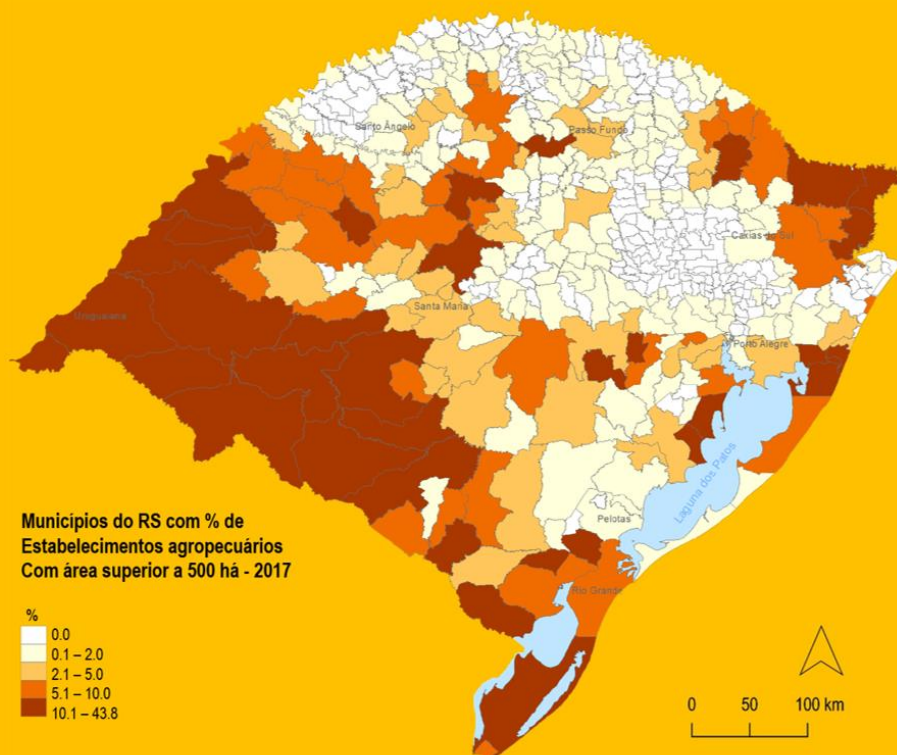 Santo Ângelo
Passo Fundo
Caxias do Sul
Santa Maria
Uruguaiana
Porto Alegre
Laguna dos Patos
Pelotas
Rio Grande
Municípios do RS com % de
Estabelecimentos agropecuários
Com área superior a 500 há - 2017
%
0.0
0.1 – 2.0
2.1 – 5.0
5.1 – 10.0
10.1 – 43.8
0 50 100 km